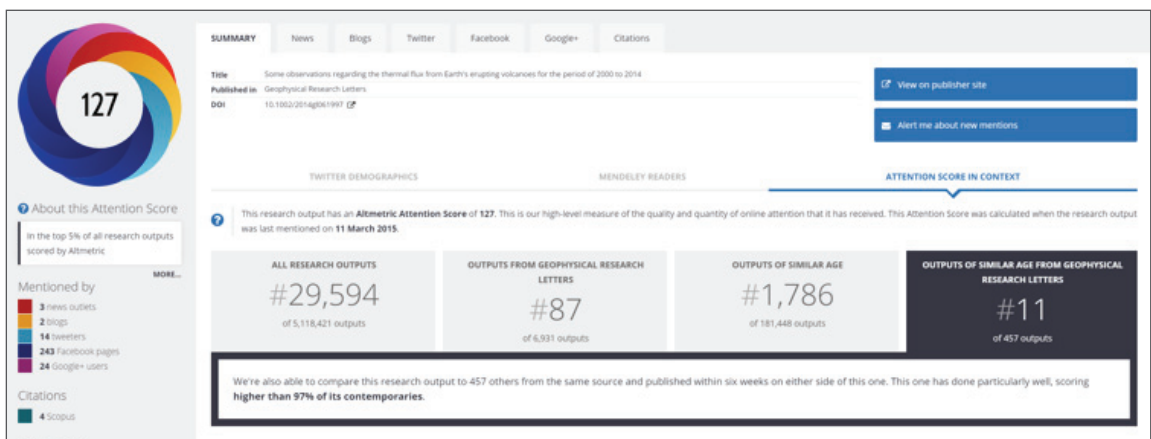 127
About this Attention Score
In the top 5% of all research outputs
scored by Altmetric
MORE...
Mentioned by
3 news outlets
2 blogs
14 tweeters
243 Facebook pages
24 Google+ users
Citations
4 Scopus
SUMMARY News Blogs Twitter Facebook Google+ Citations
Title Some observations regarding the thermal flux from Earth's erupting volcanoes for the period of 2000 to 2014
Published in Geophysical Research Letters
DOI 10.1002/2014gl061997
View on publisher site
Alert me about new mentions
TWITTER DEMOGRAPHICS MENDELEY READERS ATTENTION SCORE IN CONTEXT
This research output has an Altmetric Attention Score of 127. This is our high-level measure of the quality and quantity of online attention that it has received. This Attention Score was calculated when the research output
was last mentioned on 11 March 2015.
ALL RESEARCH OUTPUTS
#29,594
of 5,118,421 outputs
OUTPUTS FROM GEOPHYSICAL RESEARCH
LETTERS
#87
of 6,931 outputs
OUTPUTS OF SIMILAR AGE
#1,786
of 181,448 outputs
OUTPUTS OF SIMILAR AGE FROM GEOPHYSICAL
RESEARCH LETTERS
#11
of 457 outputs
We're also able to compare this research output to 457 others from the same source and published within six weeks on either side of this one. This one has done particularly well, scoring
higher than 97% of its contemporaries.